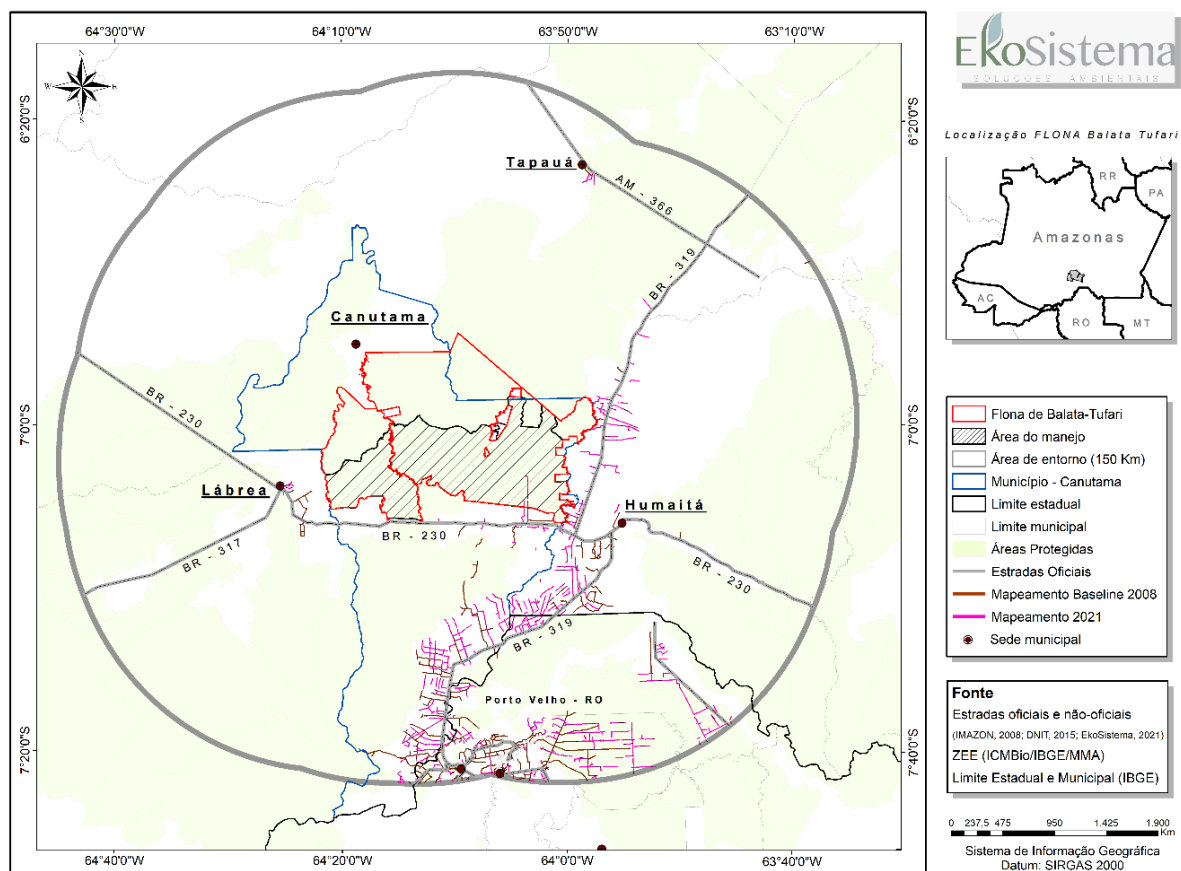 64°30'0"W 64°10'0"W 63°50'0"W 63°10'0"W
N
W E
S
6°20'0"S 6°20'0"S
7°0'0"S 7°0'0"S
7°20'0"S 7°40'0"S
64°40'0"W 64°20'0"W 64°0'0"W 63°40'0"W
Tapauá
AM - 366
BR - 319
Canutama
BR - 230
Lábrea
BR - 317
BR - 230
Humaitá
BR - 230
BR - 319
Porto Velho - RO
EkoSistema
SOLUÇÕES AMBIENTAIS
Localização FLONA Balata Tufari
RR
PA
Amazonas
AC
RO
MT
Flona de Balata-Tufari
Área do manejo
Área de entorno (150 Km)
Município - Canutama
Limite estadual
Limite municipal
Áreas Protegidas
Estradas Oficiais
Mapeamento Baseline 2008
Mapeamento 2021
Sede municipal
Fonte
Estradas oficiais e não-oficiais
(IMAZON, 2008; DNIT, 2015; EkoSistema, 2021)
ZEE (ICMBio/IBGE/MMA)
Limite Estadual e Municipal (IBGE)
0 237,5 475 950 1.425 1.900
Km
Sistema de Informação Geográfica
Datum: SIRGAS 2000